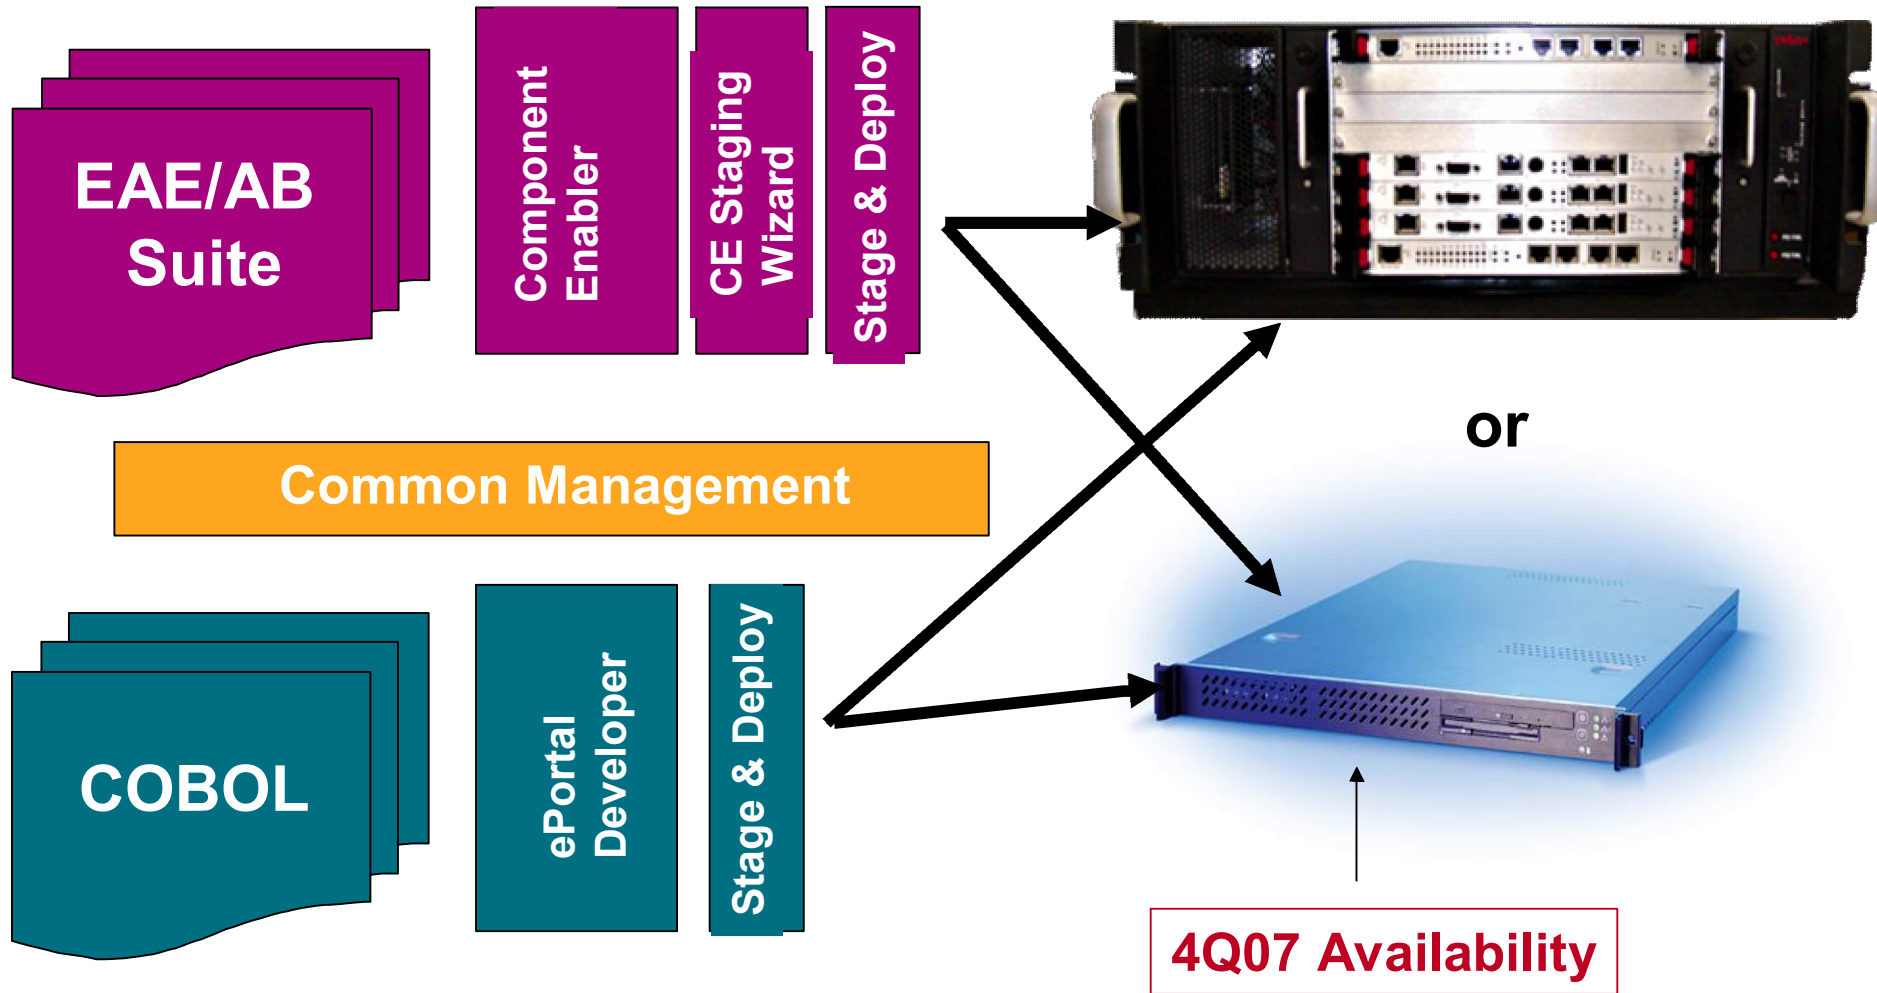 EAE/AB
Suite
Component
Enabler
CE Staging
Wizard
Stage & Deploy
or
Common Management
COBOL
ePortal
Developer
Stage & Deploy
4Q07 Availability